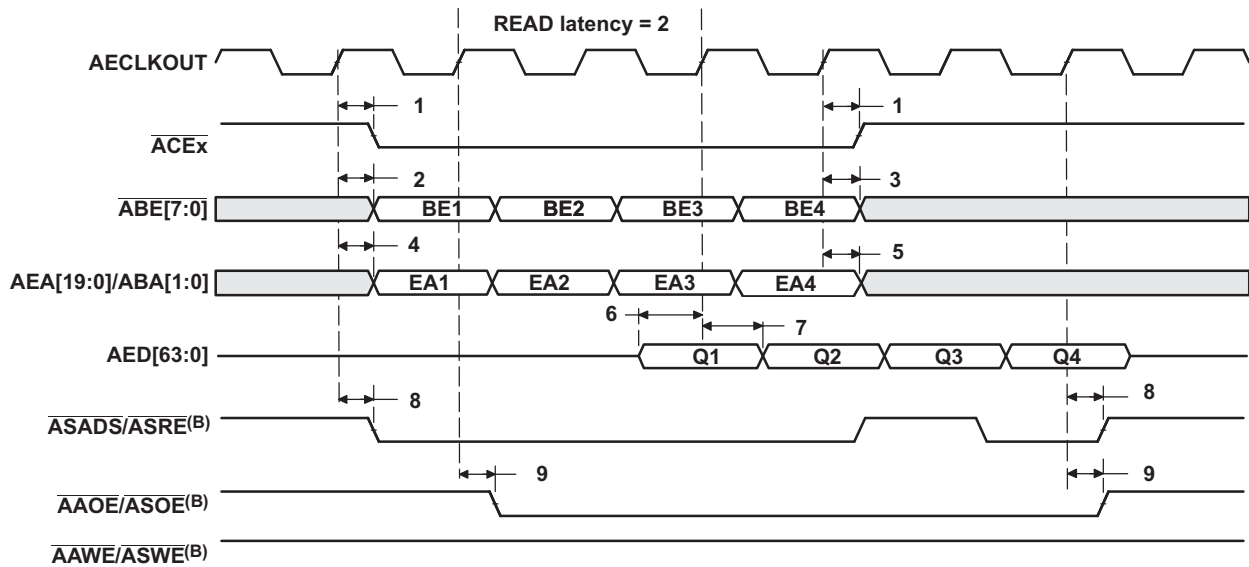 READ latency = 2
AECLKOUT
1 1
ACEx
2 3
ABE[7:0] BE1 BE2 BE3 BE4
4 5
AEA[19:0]/ABA[1:0] EA1 EA2 EA3 EA4
6 7
AED[63:0] Q1 Q2 Q3 Q4
8 8
ASADS/ASRE(B)
9 9
AAOE/ASOE(B)
AAWE/ASWE(B)